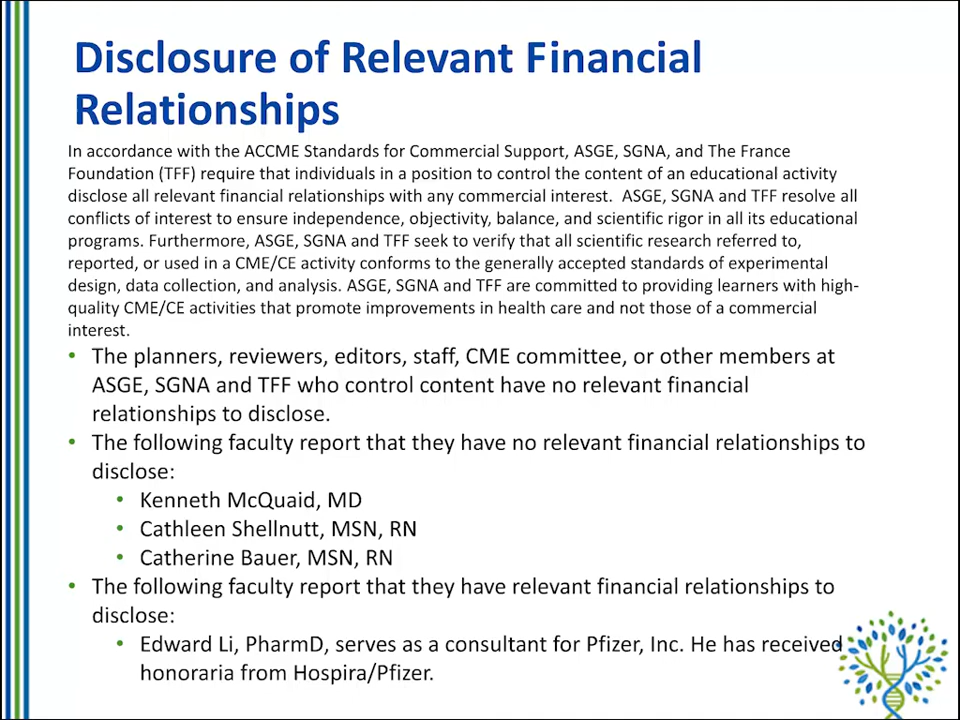 Disclosure of Relevant Financial
Relationships
In accordance with the ACCME Standards for Commercial Support, ASGE, SGNA, and The France
Foundation (TFF) require that individuals in a position to control the content of an educational activity
disclose all relevant financial relationships with any commercial interest.  ASGE, SGNA and TFF resolve all
conflicts of interest to ensure independence, objectivity, balance, and scientific rigor in all its educational
programs. Furthermore, ASGE, SGNA and TFF seek to verify that all scientific research referred to,
reported, or used in a CME/CE activity conforms to the generally accepted standards of experimental
design, data collection, and analysis. ASGE, SGNA and TFF are committed to providing learners with high-
quality CME/CE activities that promote improvements in health care and not those of a commercial
interest.
• The planners, reviewers, editors, staff, CME committee, or other members at
ASGE, SGNA and TFF who control content have no relevant financial
relationships to disclose.
• The following faculty report that they have no relevant financial relationships to
disclose:
• Kenneth McQuaid, MD
• Cathleen Shellnutt, MSN, RN
• Catherine Bauer, MSN, RN
• The following faculty report that they have relevant financial relationships to
disclose:
• Edward Li, PharmD, serves as a consultant for Pfizer, Inc. He has received
honoraria from Hospira/Pfizer.